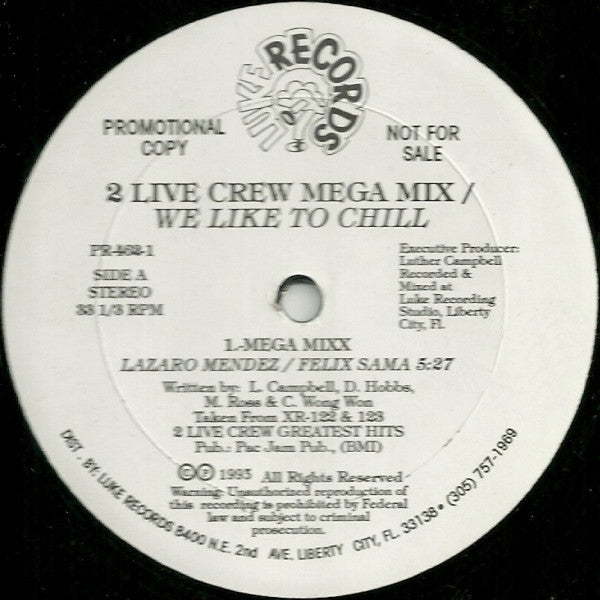 LUKE RECORDS
PROMOTIONAL
COPY
NOT FOR
SALE
2 LIVE CREW MEGA MIX /
WE LIKE TO CHILL
PR-462-1
SIDE A
STEREO
33 1/3 RPM
Executive Producer:
Luther Campbell
Recorded &
Mixed at
Luke Recording
Studio, Liberty
City, Fl.
1.-MEGA MIXX
LAZARO MENDEZ / FELIX SAMA 5:27
Written by: L. Campbell, D. Hobbs,
M. Ross & C. Wong Won
Taken From XR-122 & 123
2 LIVE CREW GREATEST HITS
Pub.: Pac Jam Pub., (BMI)
©© 1993 All Rights Reserved
Warning: Unauthorized reproduction of
this recording is prohibited by Federal
law and subject to criminal
prosecution.
DIST. BY: LUKE RECORDS 8400 N.E. 2nd AVE. LIBERTY CITY, FL. 33138 • (305) 757-1969